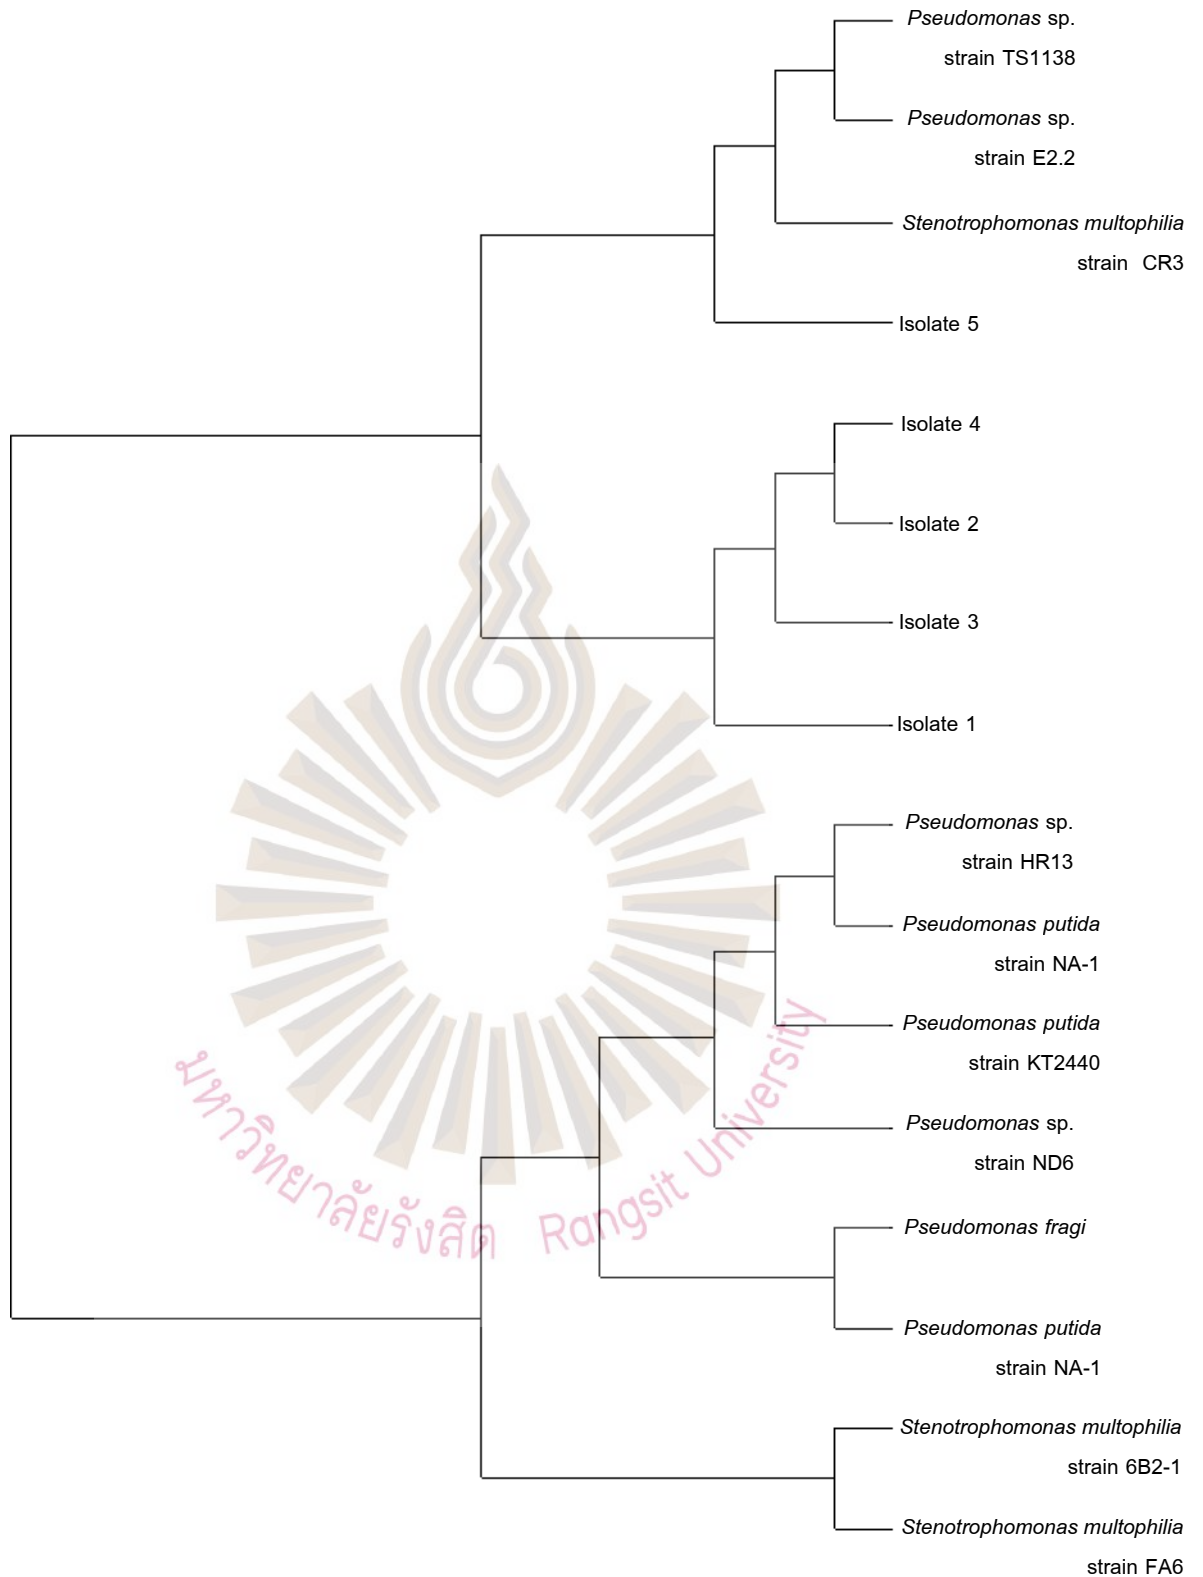 Pseudomonas sp.
strain TS1138
Pseudomonas sp.
strain E2.2
Stenotrophomonas multophilia
strain CR3
Isolate 5
Isolate 4
Isolate 2
Isolate 3
Isolate 1
Pseudomonas sp.
strain HR13
Pseudomonas putida
strain NA-1
Pseudomonas putida
strain KT2440
Pseudomonas sp.
strain ND6
Pseudomonas fragi
Pseudomonas putida
strain NA-1
Stenotrophomonas multophilia
strain 6B2-1
Stenotrophomonas multophilia
strain FA6
มหาวิทยาลัยรังสิต Rangsit University